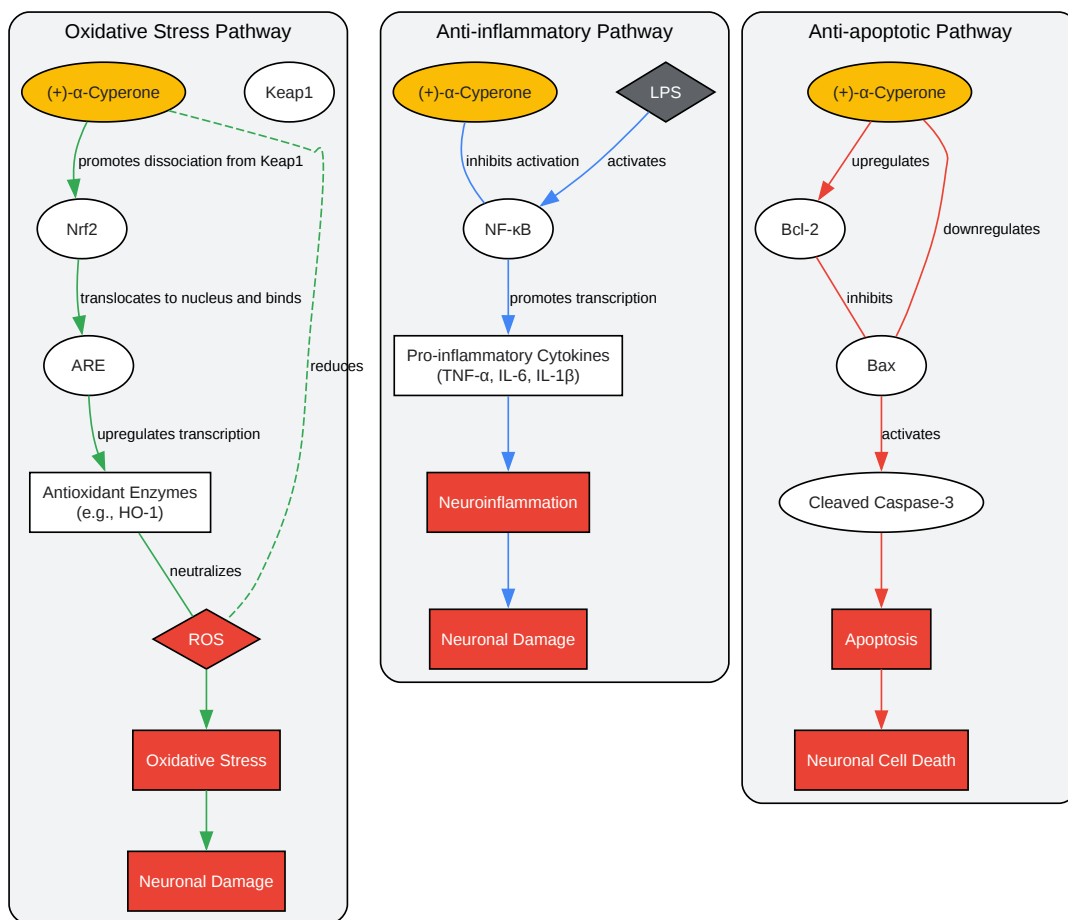 Oxidative Stress Pathway
(+)-α-Cyperone
Keap1
promotes dissociation from Keap1
Nrf2
translocates to nucleus and binds
ARE
reduces
upregulates transcription
Antioxidant Enzymes
(e.g., HO-1)
neutralizes
ROS
Oxidative Stress
Neuronal Damage
Anti-inflammatory Pathway
(+)-α-Cyperone
LPS
inhibits activation
activates
NF-κB
promotes transcription
Pro-inflammatory Cytokines
(TNF-α, IL-6, IL-1β)
Neuroinflammation
Neuronal Damage
Anti-apoptotic Pathway
(+)-α-Cyperone
upregulates
Bcl-2
downregulates
inhibits
Bax
activates
Cleaved Caspase-3
Apoptosis
Neuronal Cell Death